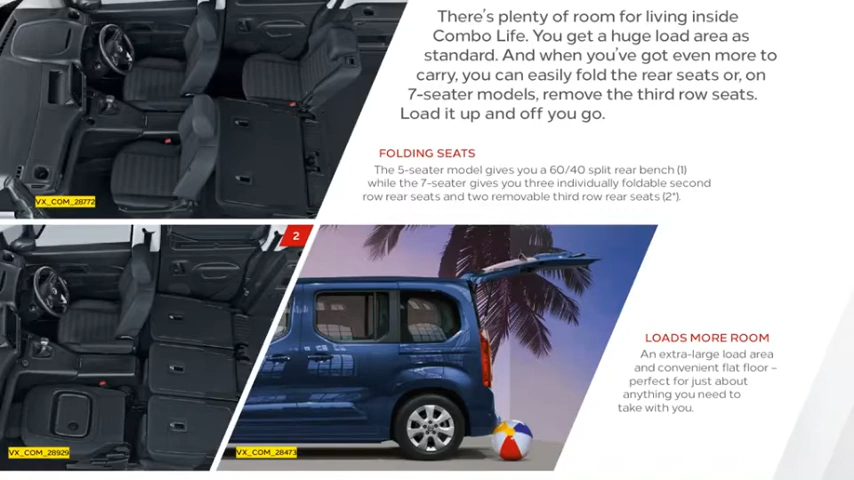 There's plenty of room for living inside
Combo Life. You get a huge load area as
standard. And when you've got even more to
carry, you can easily fold the rear seats or, on
7-seater models, remove the third row seats.
Load it up and off you go.
FOLDING SEATS
The 5-seater model gives you a 60/40 split rear bench (1)
while the 7-seater gives you three individually foldable second
row rear seats and two removable third row rear seats (2*).
VX_COM_28772
2
LOADS MORE ROOM
An extra-large load area
and convenient flat floor –
perfect for just about
anything you need to
take with you.
VX_COM_28929
VX_COM_28473